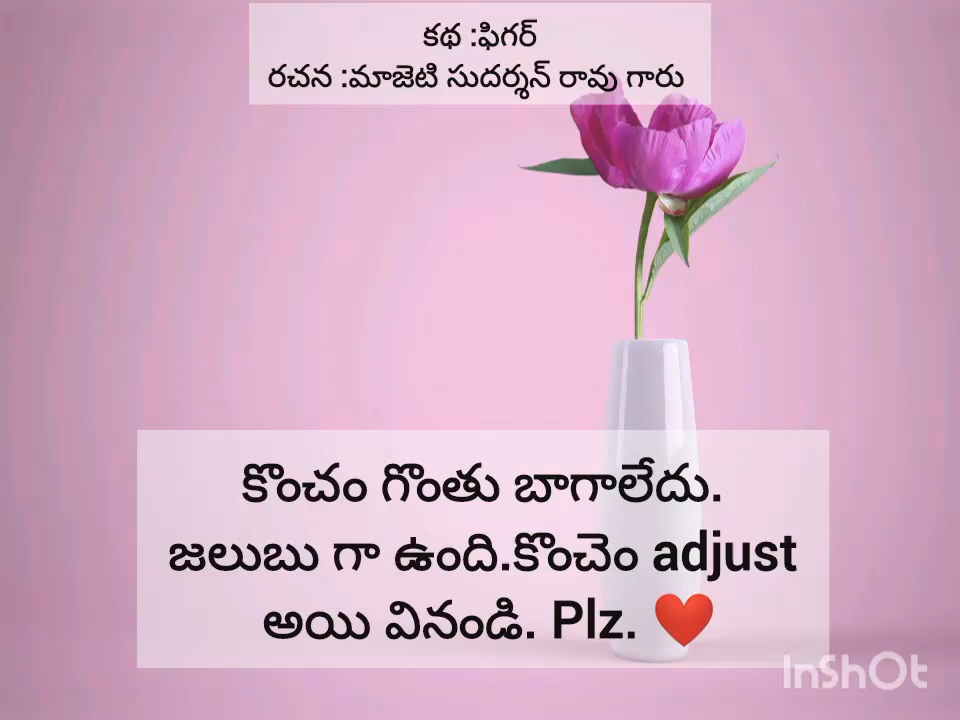 కథ :ఫిగర్
రచన :మాజెటి సుదర్శన్ రావు గారు
కొంచం గొంతు బాగాలేదు.
జలుబు గా ఉంది.కొంచెం adjust
అయి వినండి. Plz. ❤️
InShOt